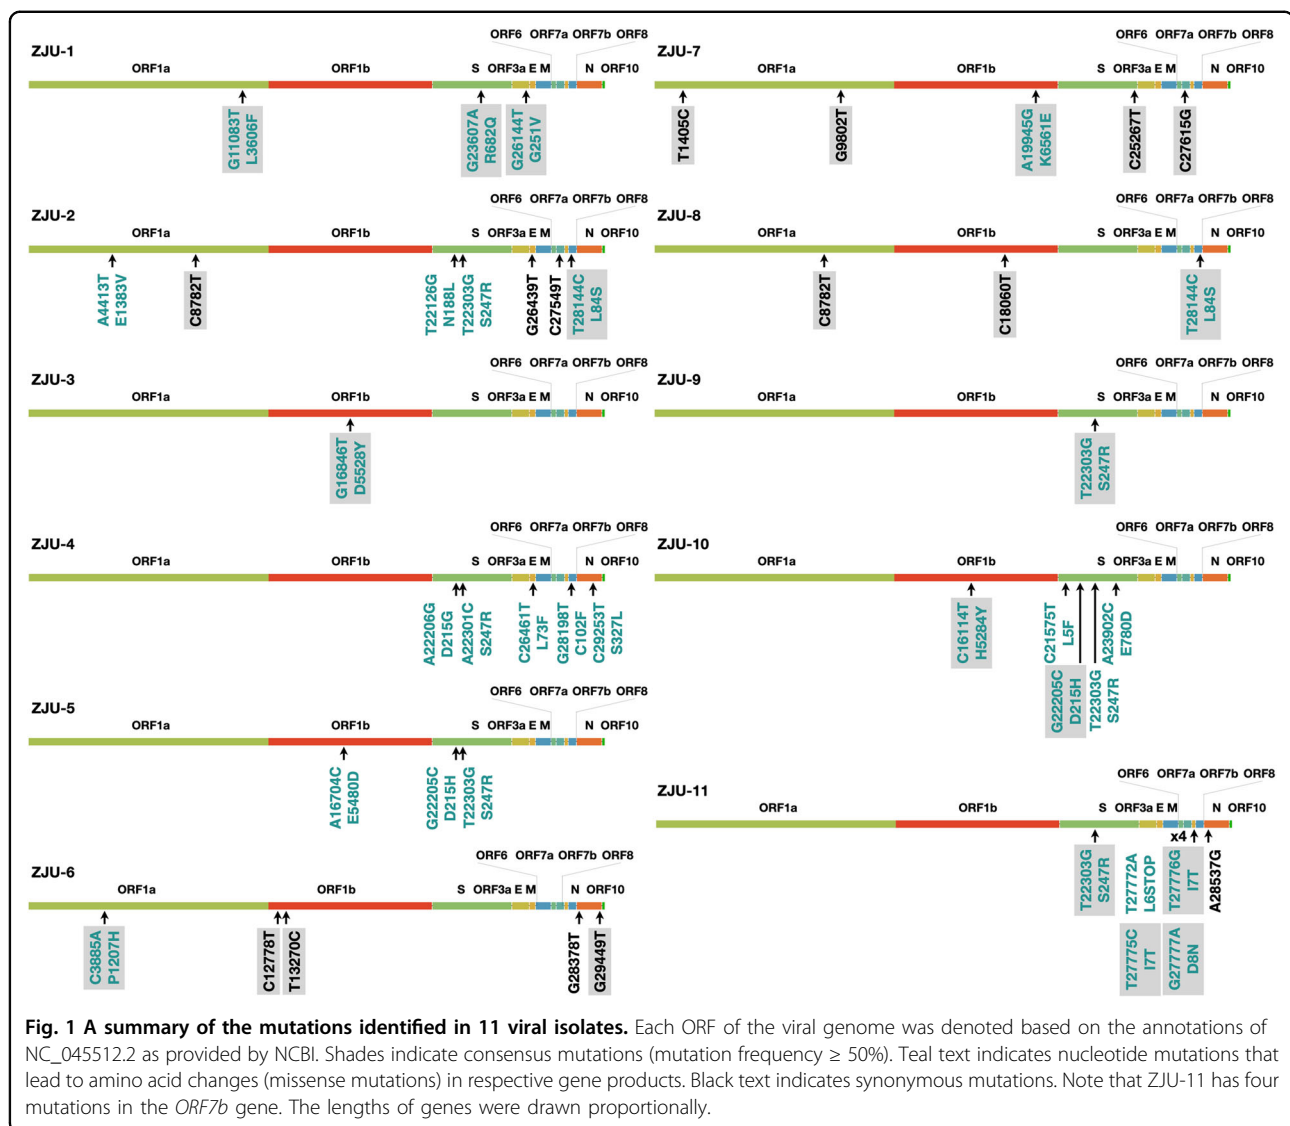 ZJU-1
ORF6 ORF7a ORF7b ORF8
ORF1a ORF1b S ORF3a E M N ORF10
G11083T
L3606F
G23607A
R682Q
G26144T
G251V
ZJU-2
ORF6 ORF7a ORF7b ORF8
ORF1a ORF1b S ORF3a E M N ORF10
A4413T
E1383V
C8782T
T22126G
N188L
T22303G
S247R
G26439T
C27549T
T28144C
L84S
ZJU-3
ORF6 ORF7a ORF7b ORF8
ORF1a ORF1b S ORF3a E M N ORF10
G16846T
D5528Y
ZJU-4
ORF6 ORF7a ORF7b ORF8
ORF1a ORF1b S ORF3a E M N ORF10
A22206G
D215G
A22301C
S247R
C26461T
L73F
G28198T
C102F
C29253T
S327L
ZJU-5
ORF6 ORF7a ORF7b ORF8
ORF1a ORF1b S ORF3a E M N ORF10
A16704C
E5480D
G22205C
D215H
T22303G
S247R
ZJU-6
ORF6 ORF7a ORF7b ORF8
ORF1a ORF1b S ORF3a E M N ORF10
C3885A
P1207H
C12778T
T13270C
G28378T
G29449T
ZJU-7
ORF6 ORF7a ORF7b ORF8
ORF1a ORF1b S ORF3a E M N ORF10
T1405C
G9802T
A19945G
K6561E
C25267T
C27615G
ZJU-8
ORF6 ORF7a ORF7b ORF8
ORF1a ORF1b S ORF3a E M N ORF10
C8782T
C18060T
T28144C
L84S
ZJU-9
ORF6 ORF7a ORF7b ORF8
ORF1a ORF1b S ORF3a E M N ORF10
T22303G
S247R
ZJU-10
ORF6 ORF7a ORF7b ORF8
ORF1a ORF1b S ORF3a E M N ORF10
C16114T
H5284Y
C21575T
L5F
G22205C
D215H
T22303G
S247R
A23902C
E780D
ZJU-11
ORF6 ORF7a ORF7b ORF8
ORF1a ORF1b S ORF3a E M N ORF10
x4
T22303G
S247R
T27772A
L6STOP
T27776G
I7T
A28537G
T27775C
I7T
G27777A
D8N
Fig. 1 A summary of the mutations identified in 11 viral isolates. Each ORF of the viral genome was denoted based on the annotations of
NC_045512.2 as provided by NCBI. Shades indicate consensus mutations (mutation frequency ≥ 50%). Teal text indicates nucleotide mutations that
lead to amino acid changes (missense mutations) in respective gene products. Black text indicates synonymous mutations. Note that ZJU-11 has four
mutations in the ORF7b gene. The lengths of genes were drawn proportionally.